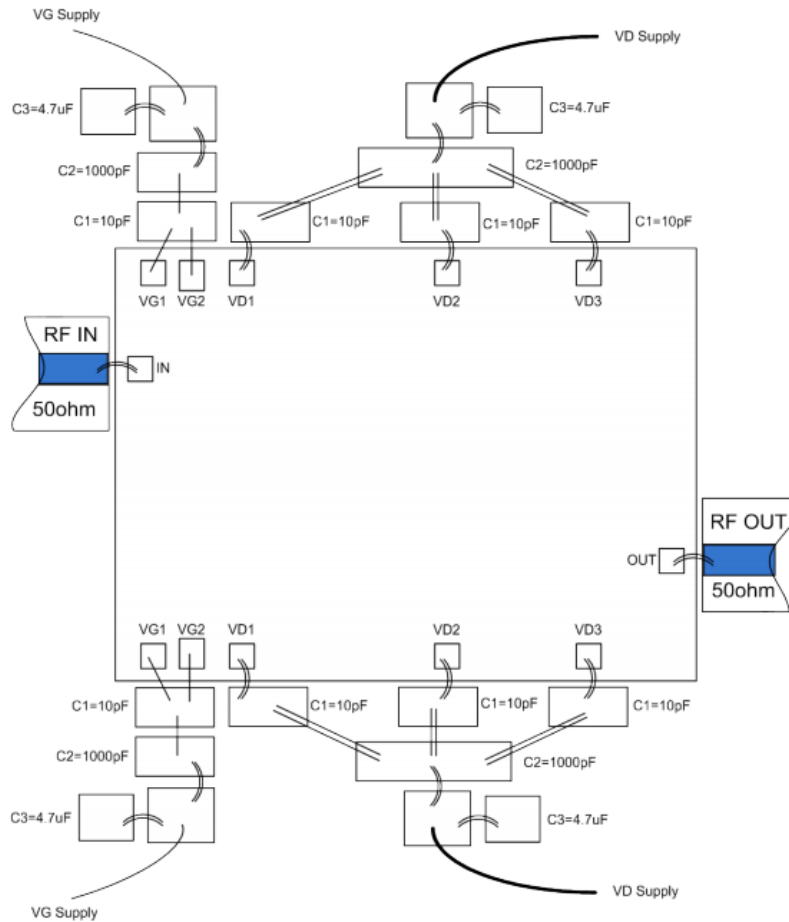 VG Supply
VD Supply
C3=4.7uF
C3=4.7uF
C2=1000pF
C2=1000pF
C1=10pF
C1=10pF
C1=10pF
C1=10pF
VG1
VG2
VD1
VD2
VD3
RF IN
IN
50ohm
RF OUT
OUT
50ohm
VG1
VG2
VD1
VD2
VD3
C1=10pF
C1=10pF
C1=10pF
C1=10pF
C2=1000pF
C2=1000pF
C3=4.7uF
C3=4.7uF
VD Supply
VG Supply